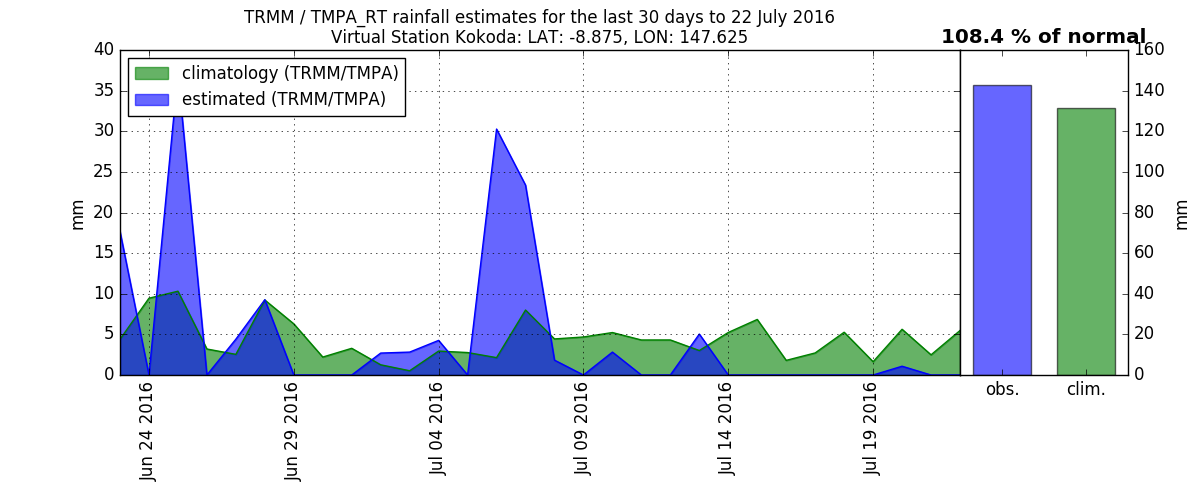 TRMM / TMPA_RT rainfall estimates for the last 30 days to 22 July 2016
Virtual Station Kokoda: LAT: -8.875, LON: 147.625
108.4 % of normal
climatology (TRMM/TMPA)
estimated (TRMM/TMPA)
40
35
30
25
20
15
10
5
0
mm
Jun 24 2016
Jun 29 2016
Jul 04 2016
Jul 09 2016
Jul 14 2016
Jul 19 2016
obs.
clim.
160
140
120
100
80
60
40
20
0
mm